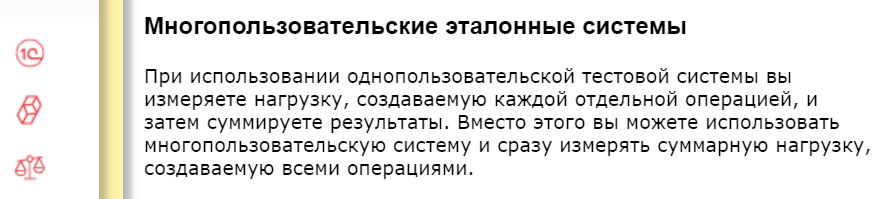 Многопользовательские эталонные системы
1С
При использовании однопользовательской тестовой системы вы
измеряете нагрузку, создаваемую каждой отдельной операцией, и
затем суммируете результаты. Вместо этого вы можете использовать
многопользовательскую систему и сразу измерять суммарную нагрузку,
создаваемую всеми операциями.